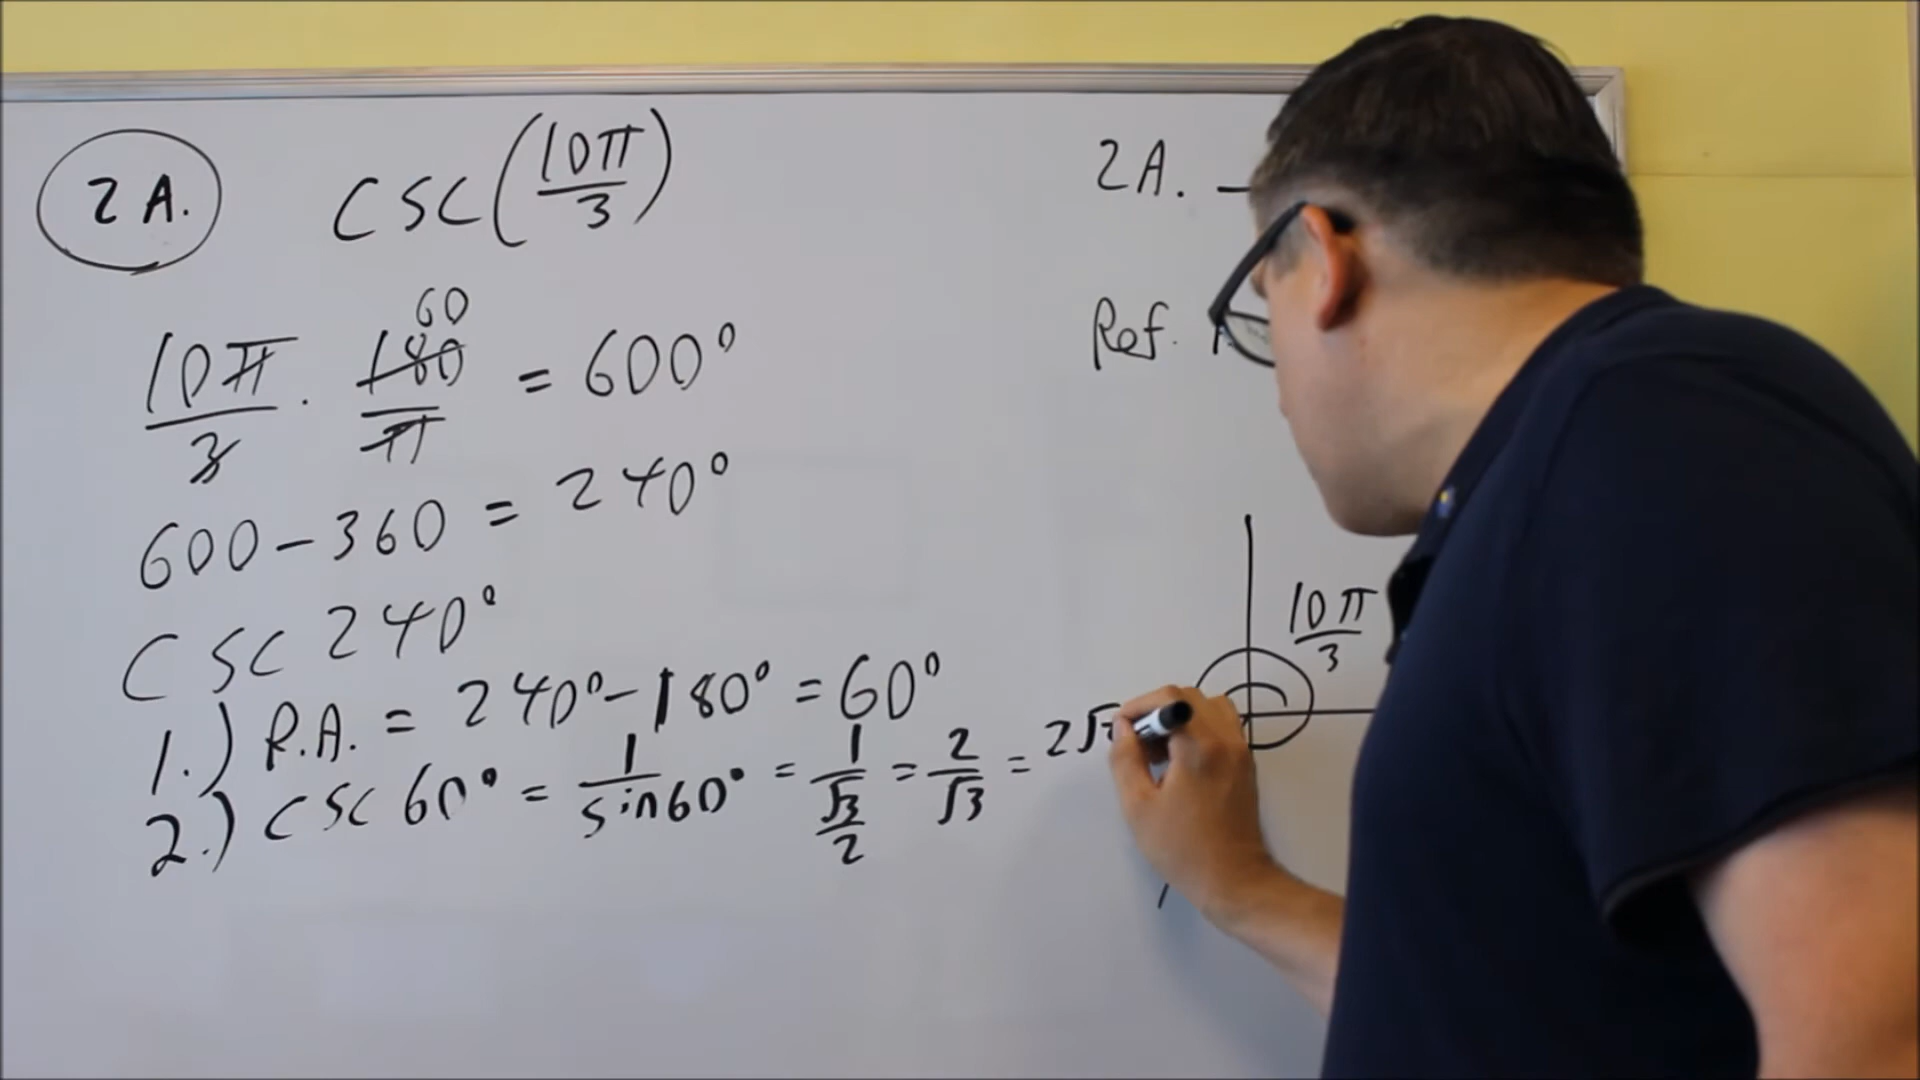 2A. csc(10π/3)
10π/3 · 180/π = 600°
60
600 - 360 = 240°
csc 240°
1.) R.A. = 240° - 180° = 60°
2.) csc 60° = 1/sin60° = 1/(√3/2) = 2/√3 = 2√
2A.
Ref.
10π/3